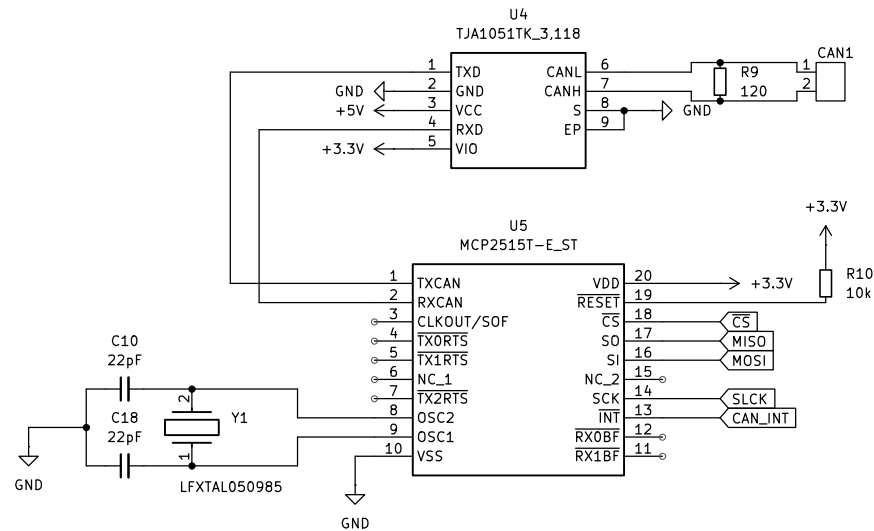 U4
TJA1051TK_3,118
1 TXD CANL 6
2 GND CANH 7
3 VCC S 8
4 RXD EP 9
5 VIO
GND
+5V
+3.3V
R9
120
CAN1
1
2
GND
U5
MCP2515T-E_ST
1 TXCAN VDD 20
2 RXCAN RESET 19
3 CLKOUT/SOF CS 18
4 TX0RTS SO 17
5 TX1RTS SI 16
6 NC_1 NC_2 15
7 TX2RTS SCK 14
8 OSC2 INT 13
9 OSC1 RX0BF 12
10 VSS RX1BF 11
+3.3V
R10
10k
+3.3V
CS
MISO
MOSI
SLCK
CAN_INT
C10
22pF
C18
22pF
2
Y1
1
LFXTAL050985
GND
GND